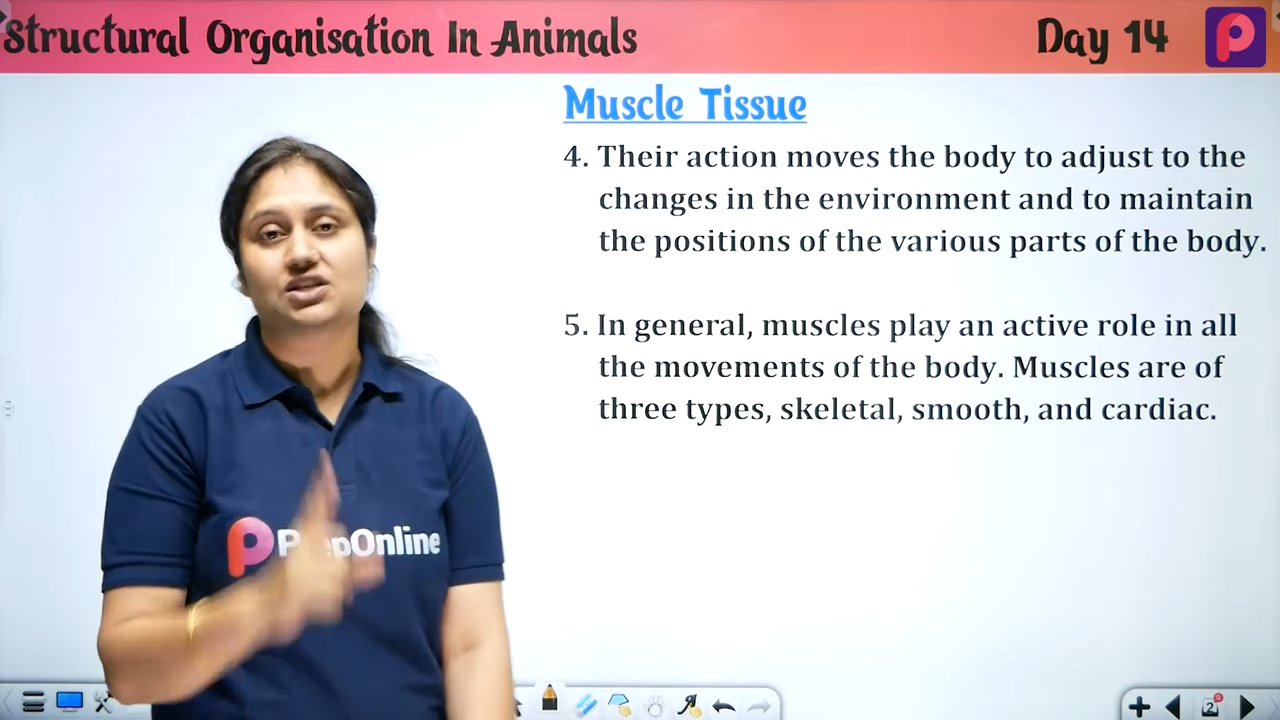 Structural Organisation In Animals
Day 14
Muscle Tissue
4. Their action moves the body to adjust to the
changes in the environment and to maintain
the positions of the various parts of the body.
5. In general, muscles play an active role in all
the movements of the body. Muscles are of
three types, skeletal, smooth, and cardiac.
2